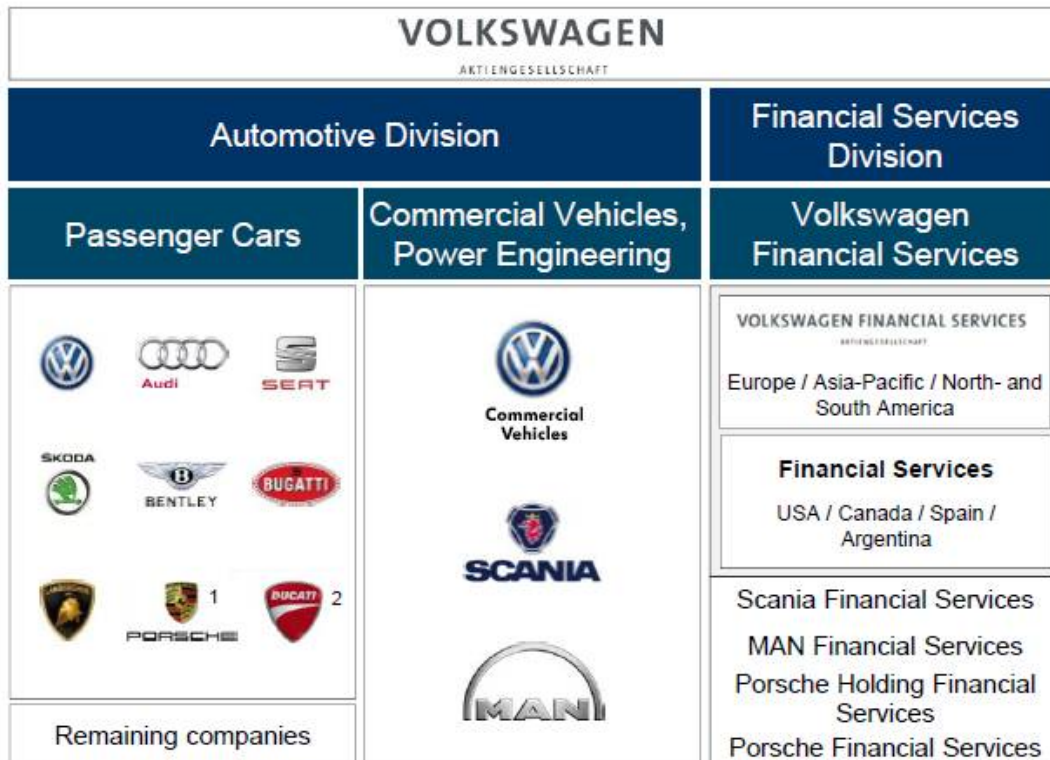 VOLKSWAGEN
AKTIENGESELLSCHAFT
Automotive Division
Financial Services
Division
Passenger Cars
Commercial Vehicles,
Power Engineering
Volkswagen
Financial Services
Audi
SEAT
ŠKODA
BENTLEY
BUGATTI
LAMBORGHINI
PORSCHE
1
DUCATI
2
Remaining companies
Commercial
Vehicles
SCANIA
MAN
VOLKSWAGEN FINANCIAL SERVICES
AKTIENGESELLSCHAFT
Europe / Asia-Pacific / North- and
South America
Financial Services
USA / Canada / Spain /
Argentina
Scania Financial Services
MAN Financial Services
Porsche Holding Financial
Services
Porsche Financial Services